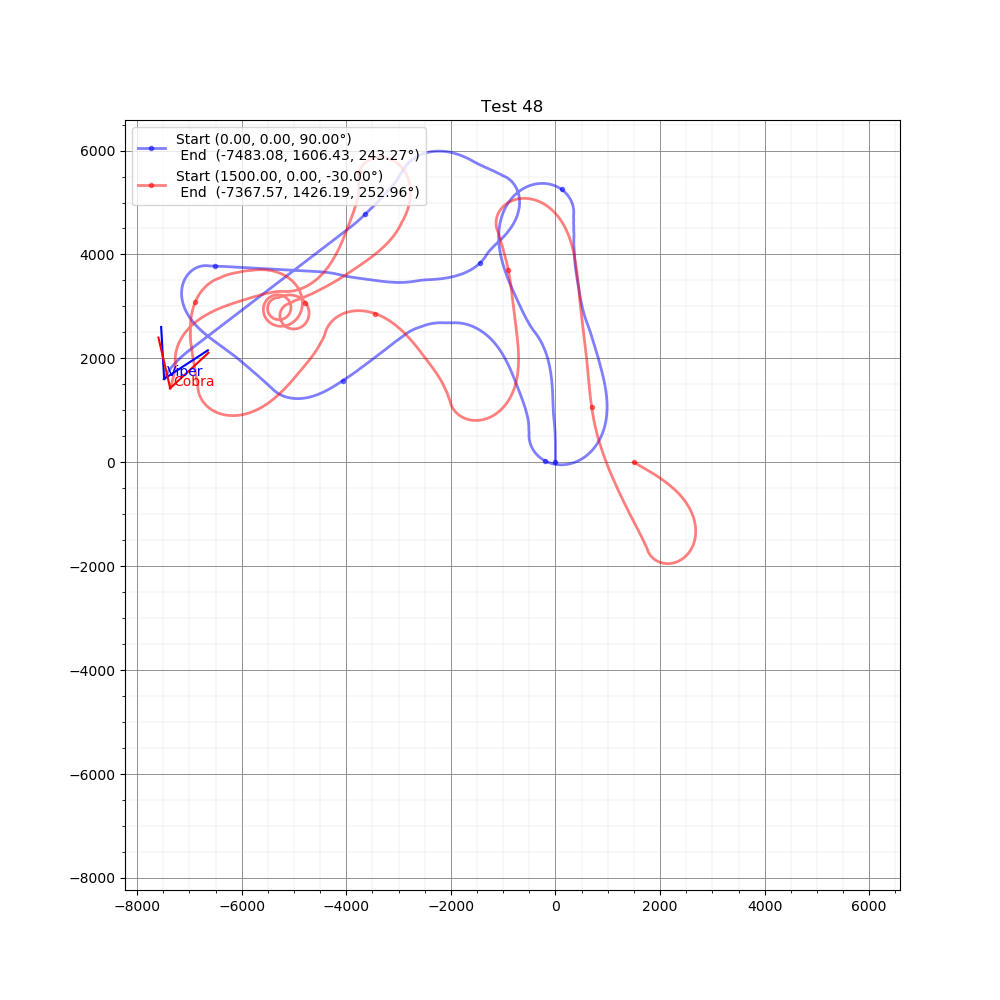 Test 48
Start (0.00, 0.00, 90.00°)
End  (-7483.08, 1606.43, 243.27°)
Start (1500.00, 0.00, -30.00°)
End  (-7367.57, 1426.19, 252.96°)
6000
4000
2000
0
−2000
−4000
−6000
−8000
Viper
Cobra
−8000 −6000 −4000 −2000 0 2000 4000 6000